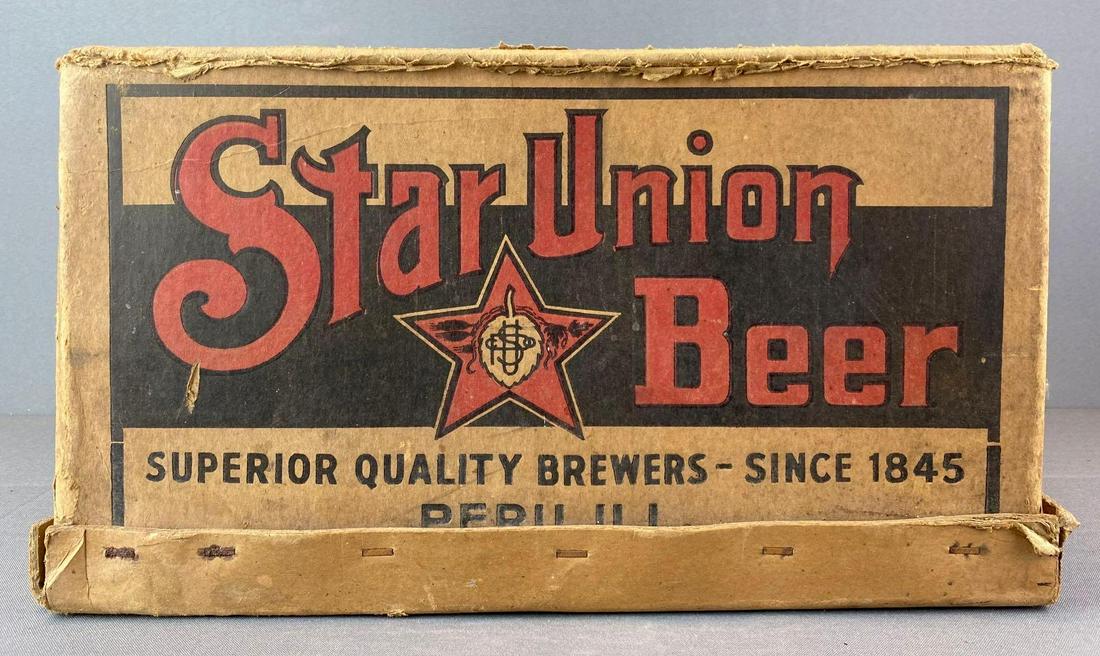 Star Union
Beer
SUPERIOR QUALITY BREWERS - SINCE 1845
PERU, ILL.